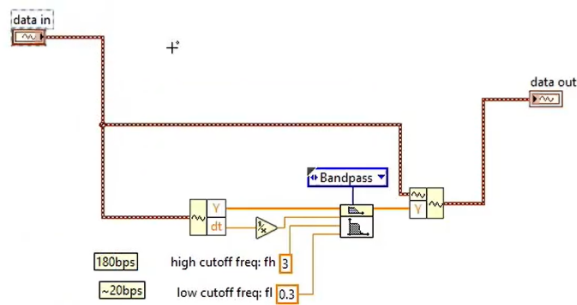 data in
data out
Bandpass
Y
dt
1/x
Y
180bps
high cutoff freq: fh 3
~20bps
low cutoff freq: fl 0.3